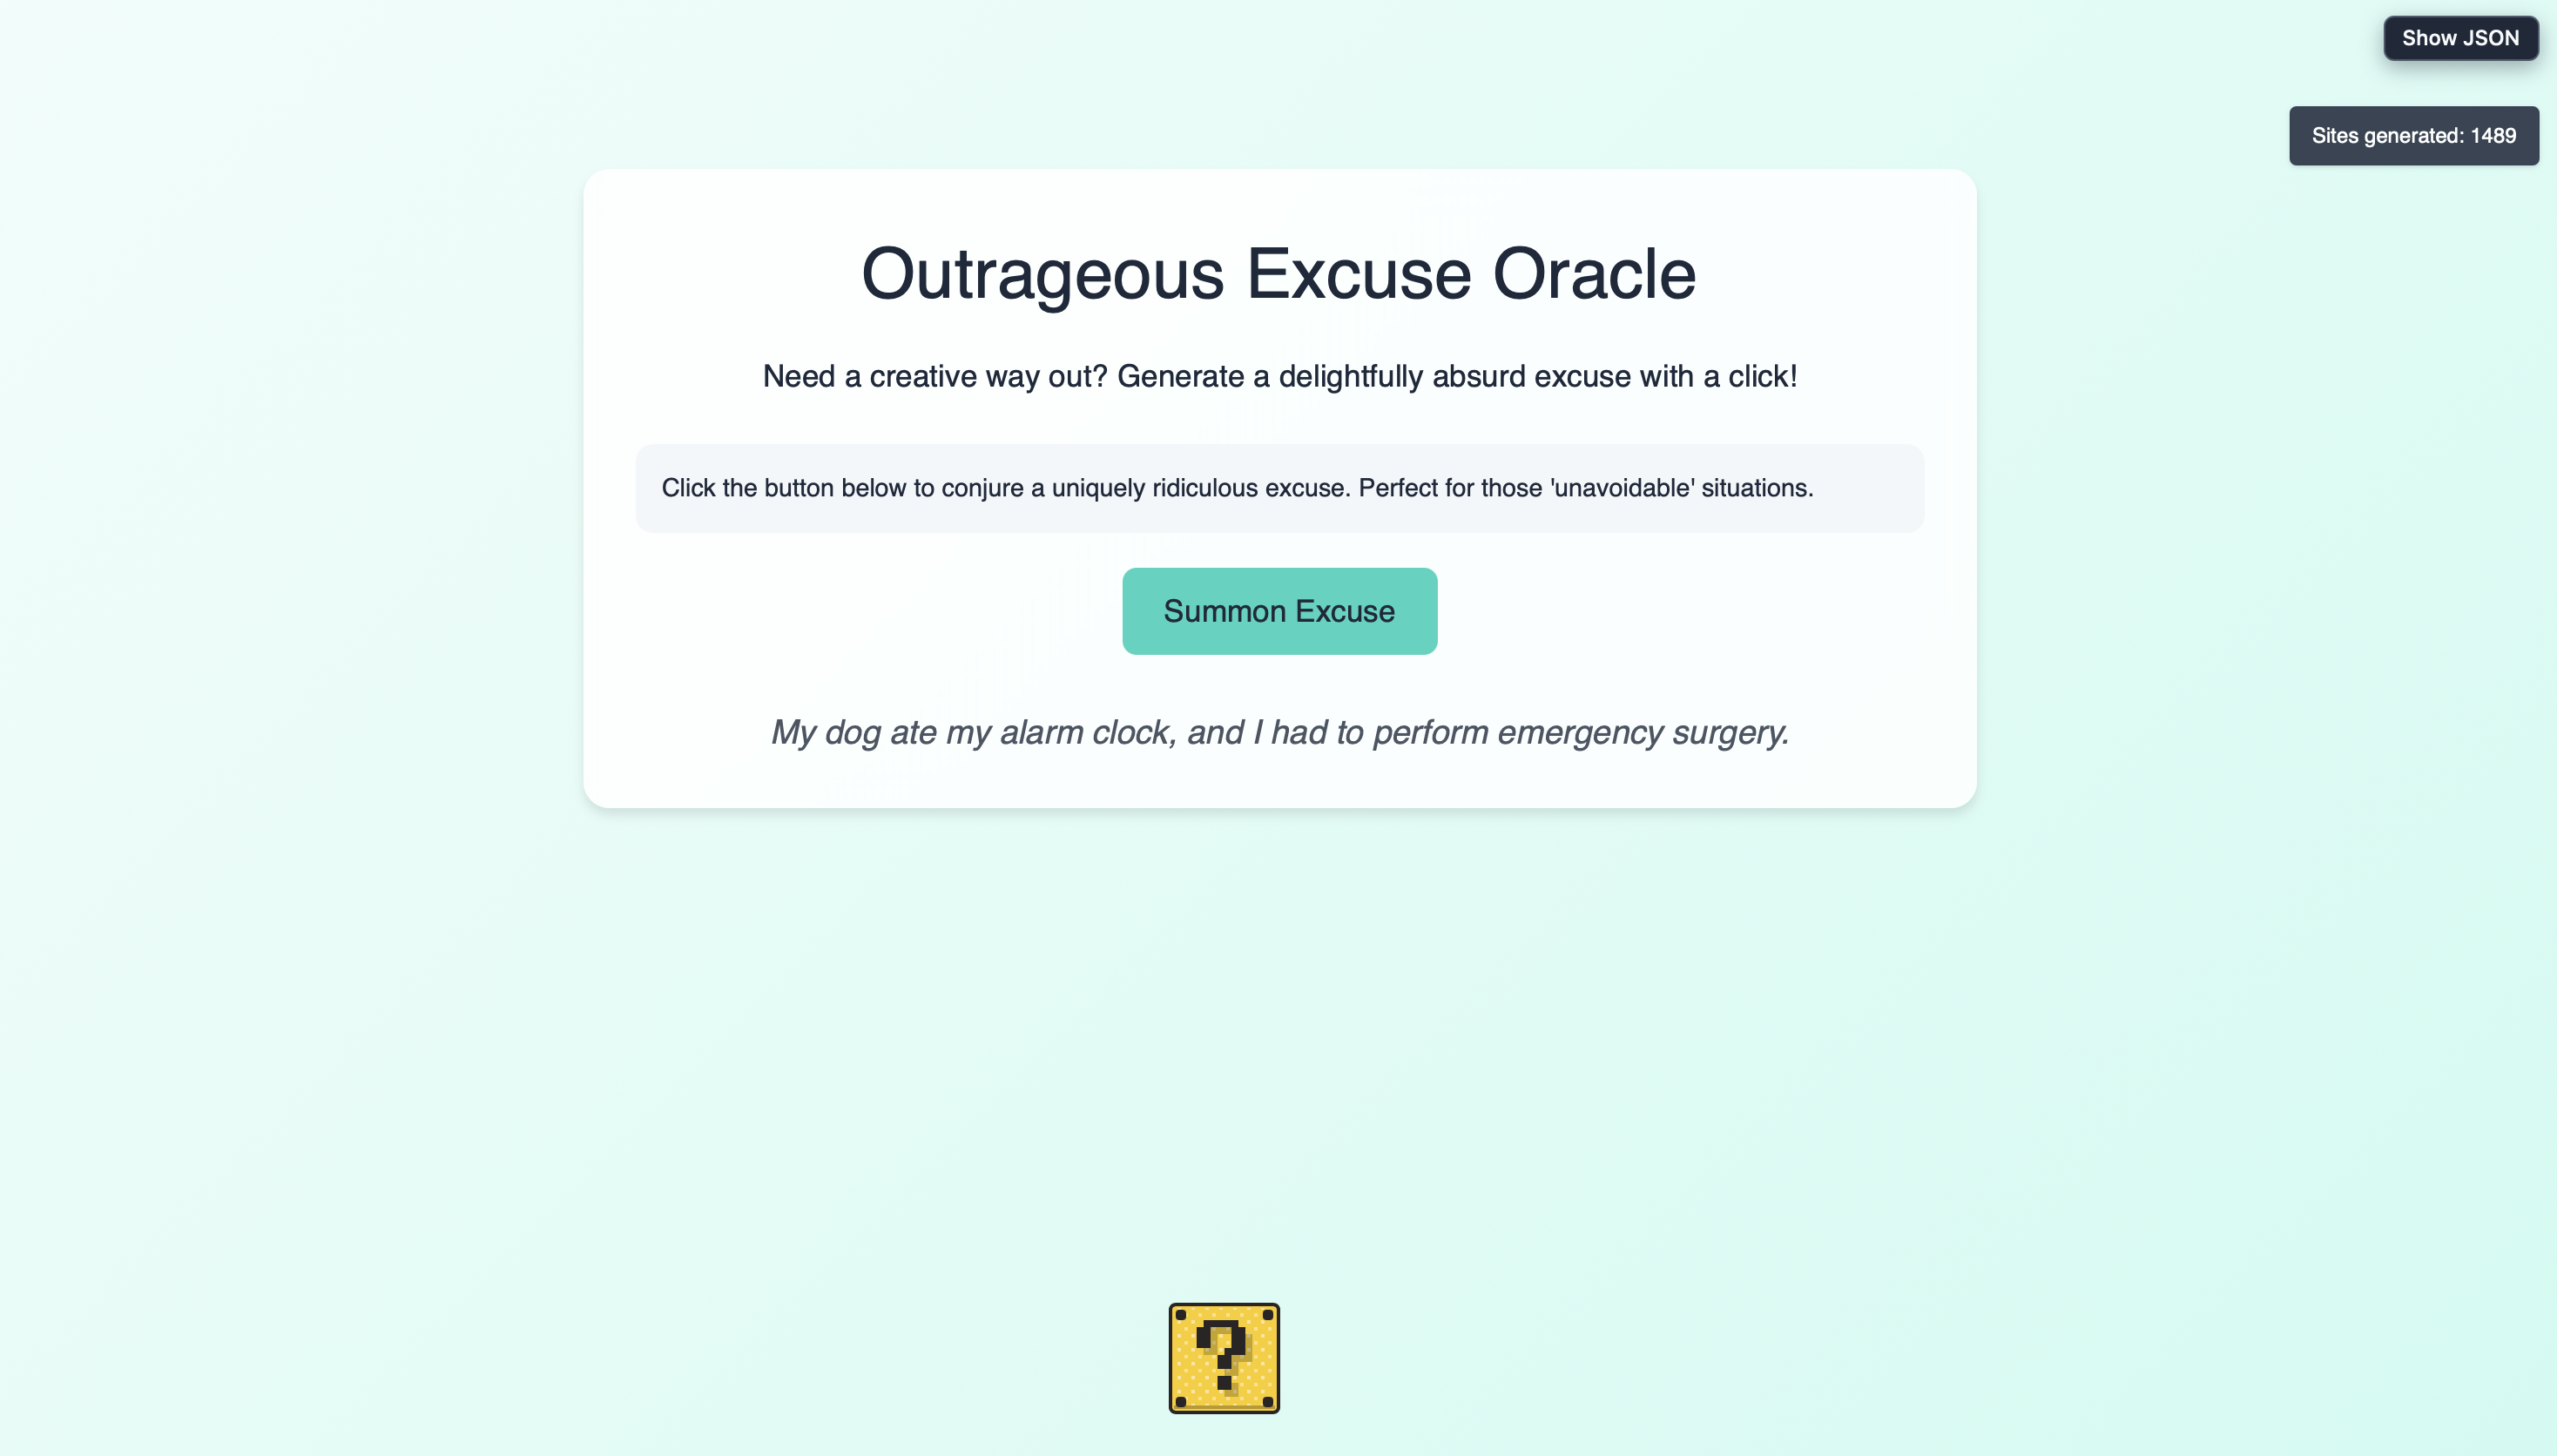 Show JSON
Sites generated: 1489
Outrageous Excuse Oracle
Need a creative way out? Generate a delightfully absurd excuse with a click!
Click the button below to conjure a uniquely ridiculous excuse. Perfect for those 'unavoidable' situations.
Summon Excuse
My dog ate my alarm clock, and I had to perform emergency surgery.
?